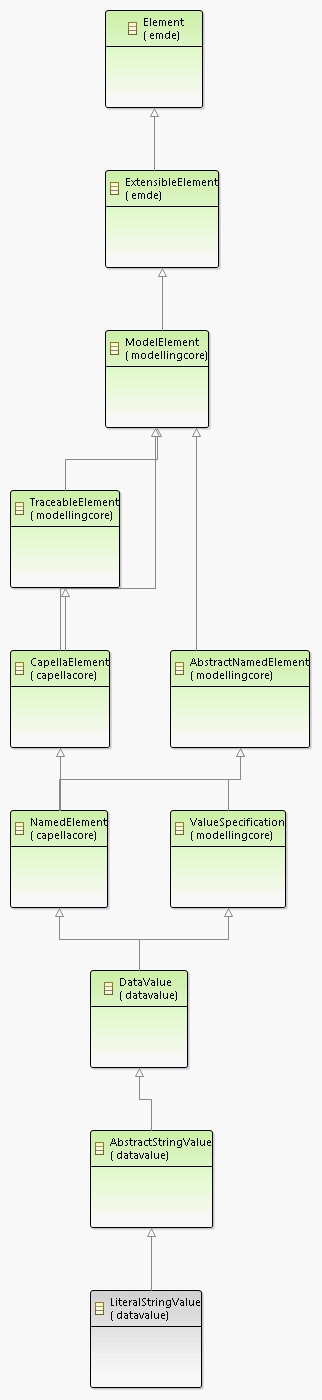 Element
( emde)
ExtensibleElement
( emde)
ModelElement
( modellingcore)
TraceableElement
( modellingcore)
CapellaElement
( capellacore)
AbstractNamedElement
( modellingcore)
NamedElement
( capellacore)
ValueSpecification
( modellingcore)
DataValue
( datavalue)
AbstractStringValue
( datavalue)
LiteralStringValue
( datavalue)